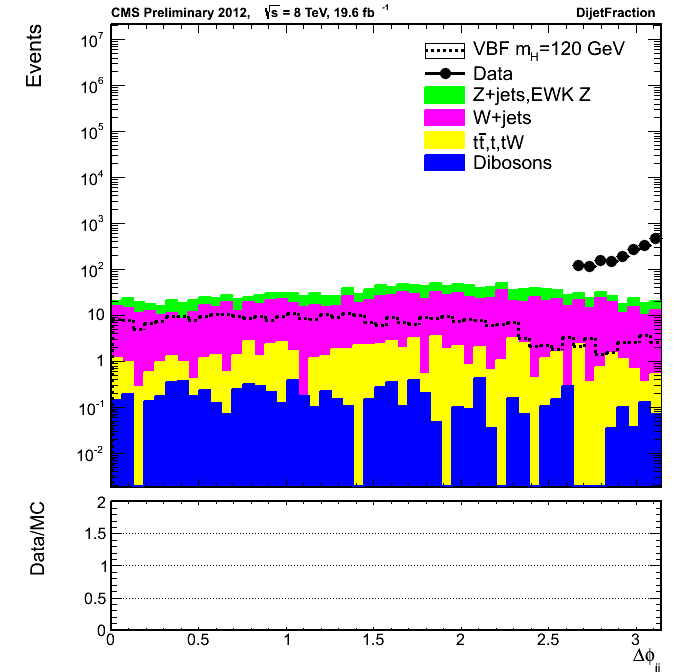 CMS Preliminary 2012, √s = 8 TeV, 19.6 fb⁻¹ DijetFraction
Events
10⁷
10⁶
10⁵
10⁴
10³
10²
10
1
10⁻¹
10⁻²
VBF m_H=120 GeV
Data
Z+jets,EWK Z
W+jets
tt̄,t,tW
Dibosons
Data/MC
2
1.5
1
0.5
0
0 0.5 1 1.5 2 2.5 3
Δϕ_jj